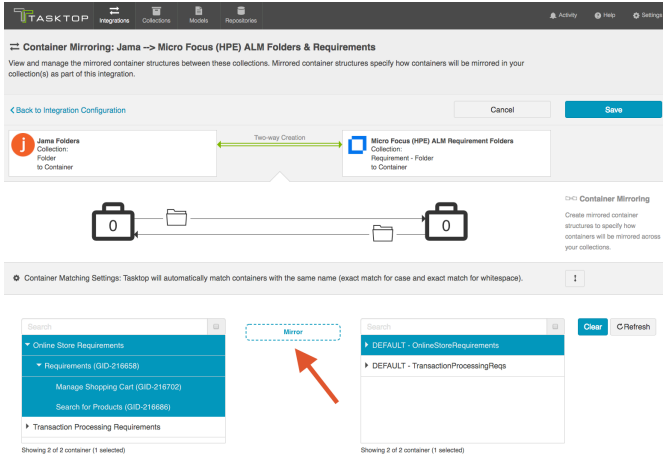 TASKTOP
Integrations
Collections
Models
Repositories
Activity
Help
Settings
Container Mirroring: Jama --> Micro Focus (HPE) ALM Folders & Requirements
View and manage the mirrored container structures between these collections. Mirrored container structures specify how containers will be mirrored in your
collection(s) as part of this integration.
Back to Integration Configuration
Cancel
Save
Jama Folders
Collection:
Folder
to Container
Two-way Creation
Micro Focus (HPE) ALM Requirement Folders
Collection:
Requirement - Folder
to Container
0
0
Container Mirroring
Create mirrored container
structures to specify how
containers will be mirrored across
your collections.
Container Matching Settings: Tasktop will automatically match containers with the same name (exact match for case and exact match for whitespace).
Search
Mirror
Search
Clear
Refresh
Online Store Requirements
Requirements (GID-216658)
Manage Shopping Cart (GID-216702)
Search for Products (GID-216686)
Transaction Processing Requirements
DEFAULT - OnlineStoreRequirements
DEFAULT - TransactionProcessingReqs
Showing 2 of 2 container (1 selected)
Showing 2 of 2 container (1 selected)